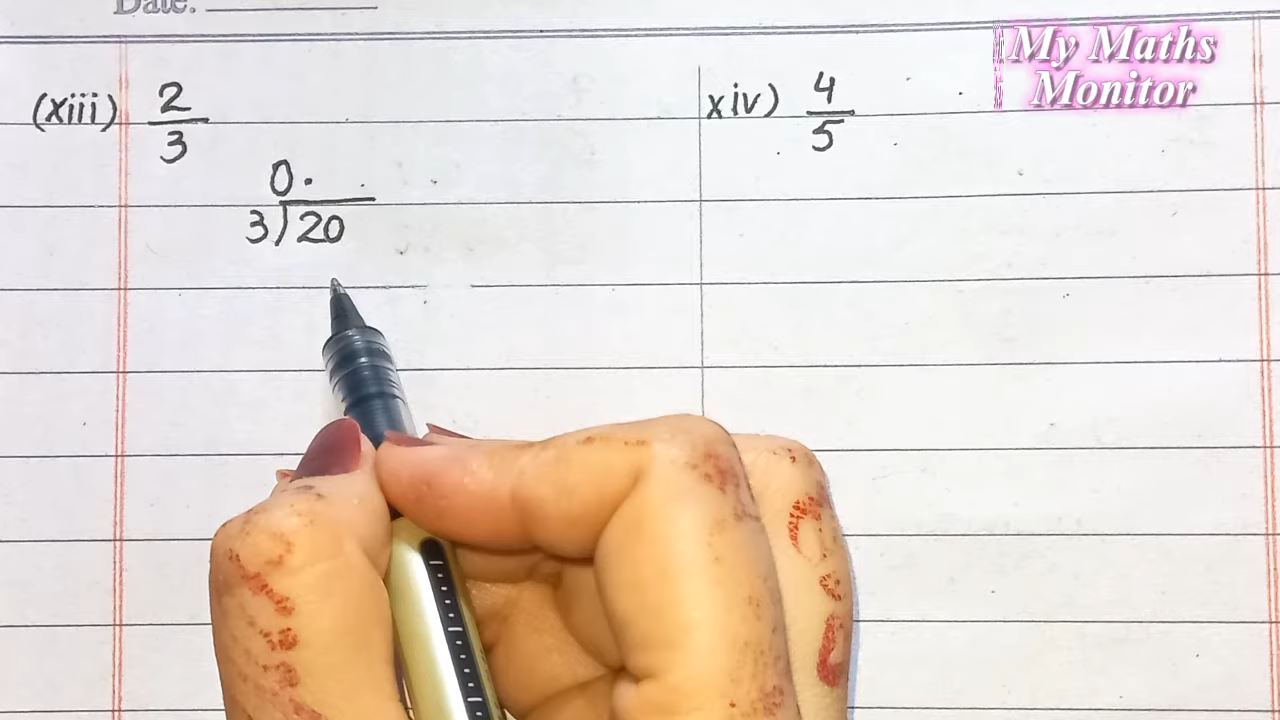 Date.
My Maths
Monitor
(xiii) 2/3
0.
3)20
xiv) 4/5